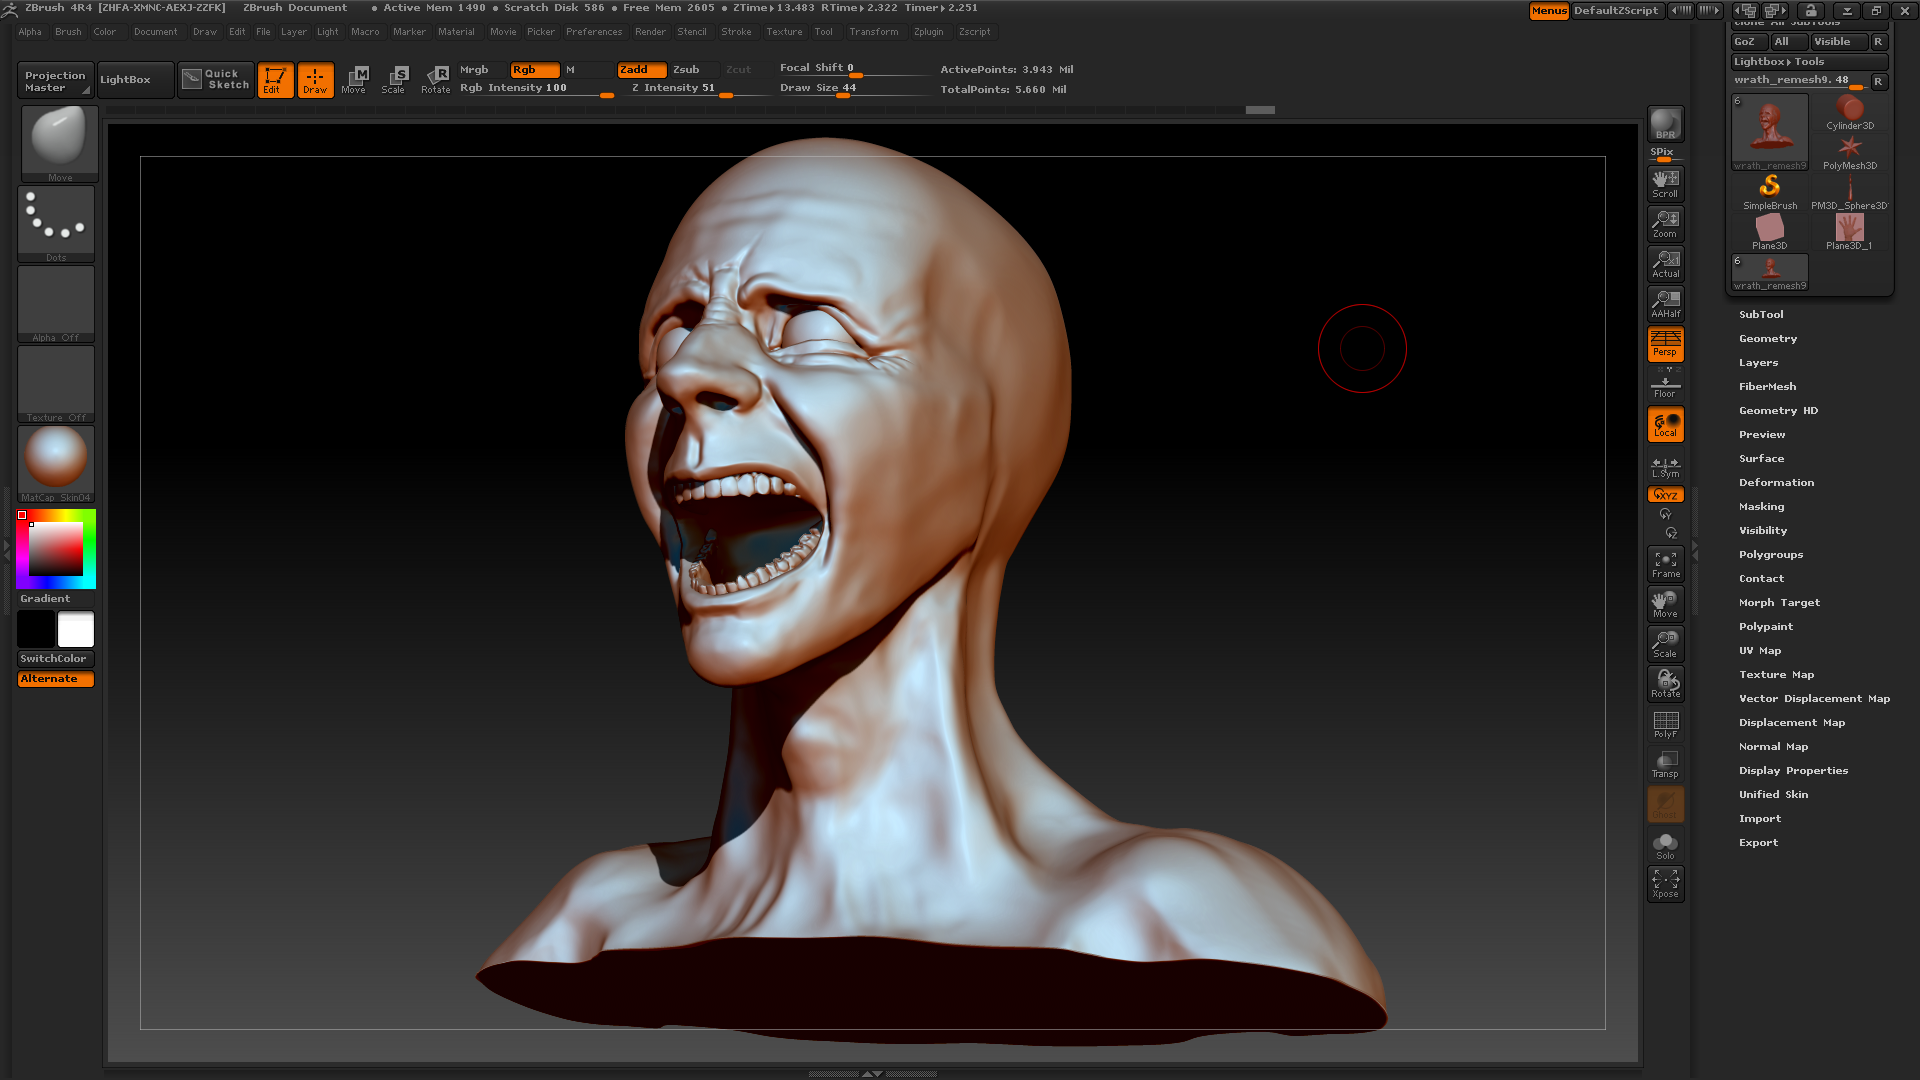 ZBrush 4R4 [ZHFA-XMNC-AEXJ-ZZFK] ZBrush Document • Active Mem 1490 • Scratch Disk 586 • Free Mem 2605 • ZTime▸13.483 RTime▸2.322 Timer▸2.251 Menus DefaultZScript
Alpha Brush Color Document Draw Edit File Layer Light Macro Marker Material Movie Picker Preferences Render Stencil Stroke Texture Tool Transform Zplugin Zscript
Clone All SubTools
GoZ All Visible R
Lightbox▸Tools
wrath_remesh9. 48 R
Projection Master
LightBox
Quick Sketch
Edit Draw Move Scale Rotate
M S R
Mrgb Rgb M Zadd Zsub Zcut
Rgb Intensity 100 Z Intensity 51
Focal Shift 0
Draw Size 44
ActivePoints: 3.943 Mil
TotalPoints: 5.660 Mil
Move
Dots
Alpha Off
Texture Off
MatCap Skin04
Gradient
SwitchColor
Alternate
BPR
SPix
Scroll
Zoom
Actual
AAHalf
Persp
Floor
Local
L.Sym
XYZ
Y
Z
Frame
Move
Scale
Rotate
PolyF
Transp
Solo
Xpose
6
wrath_remesh9
Cylinder3D
PolyMesh3D
SimpleBrush
PM3D_Sphere3D
Plane3D
Plane3D_1
6
wrath_remesh9
SubTool
Geometry
Layers
FiberMesh
Geometry HD
Preview
Surface
Deformation
Masking
Visibility
Polygroups
Contact
Morph Target
Polypaint
UV Map
Texture Map
Vector Displacement Map
Displacement Map
Normal Map
Display Properties
Unified Skin
Import
Export